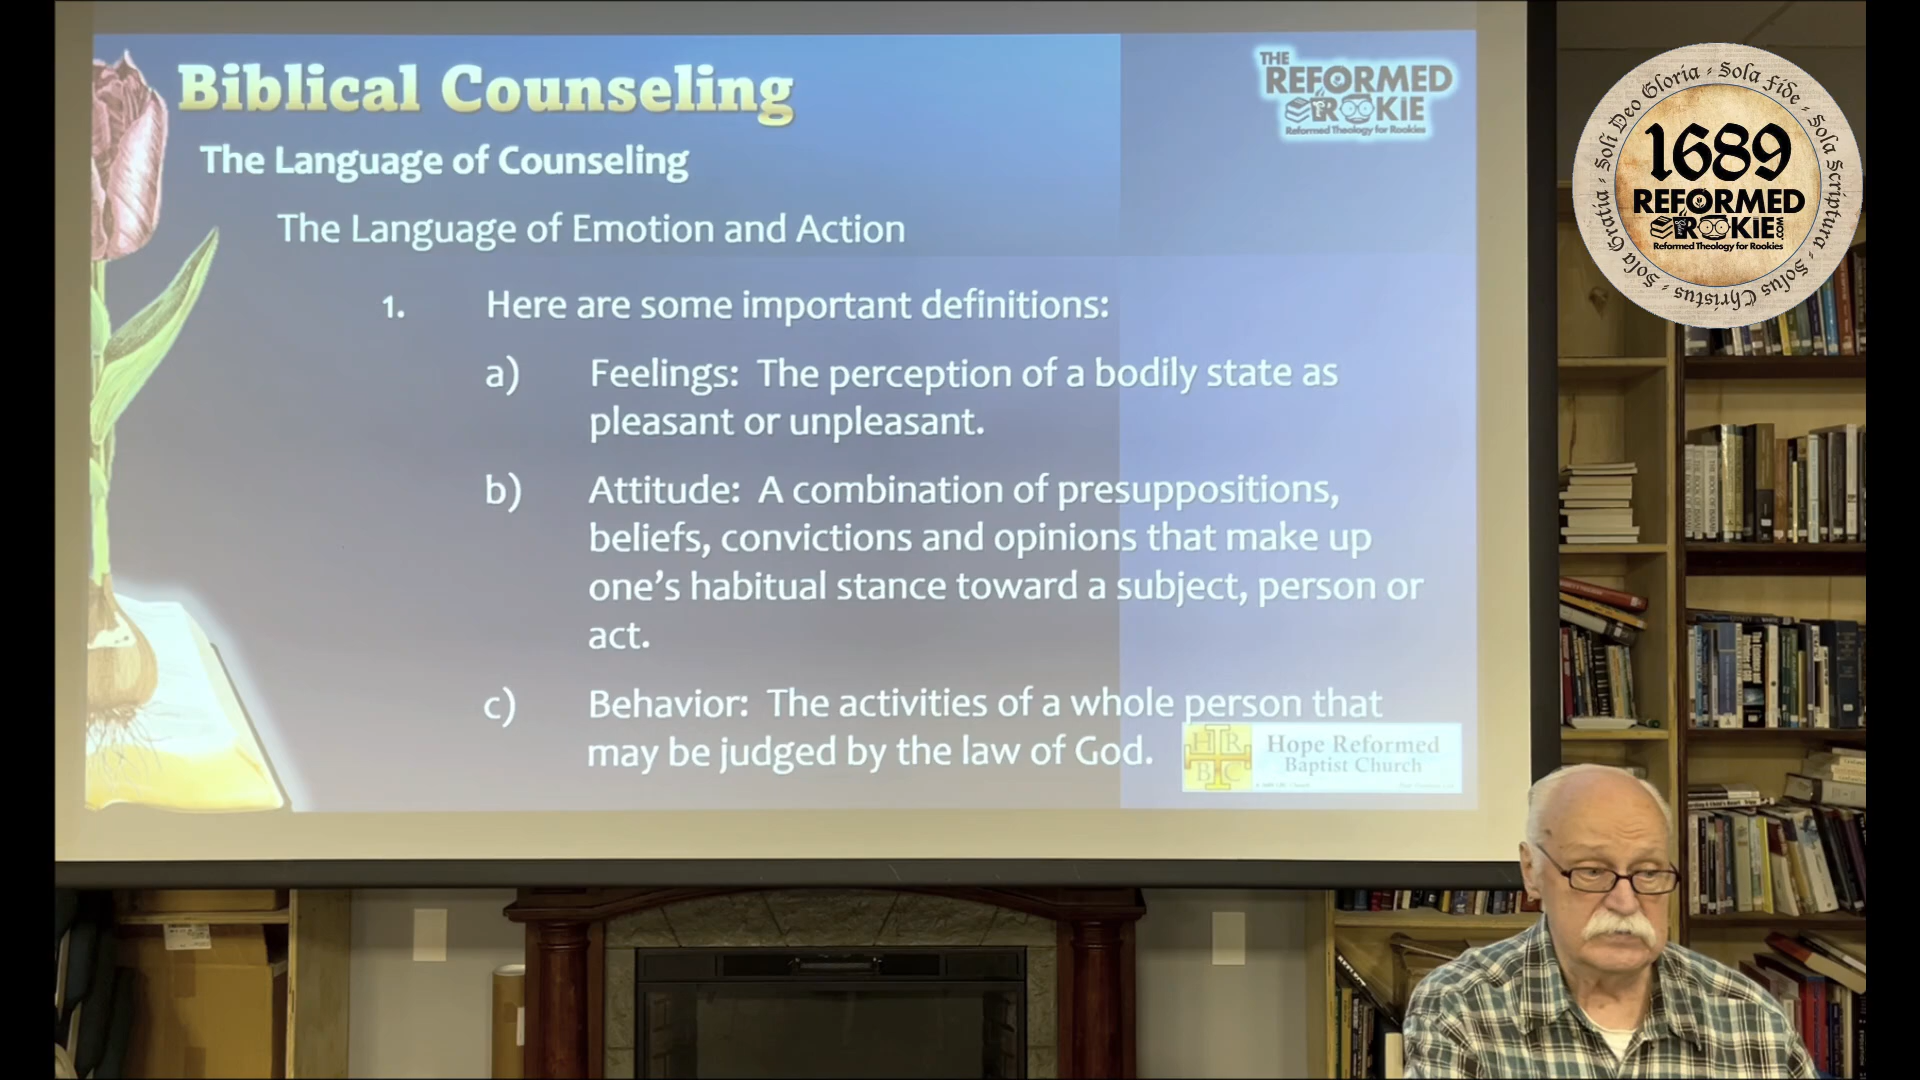 Biblical Counseling
The Language of Counseling
The Language of Emotion and Action
1. Here are some important definitions:
a) Feelings: The perception of a bodily state as
pleasant or unpleasant.
b) Attitude: A combination of presuppositions,
beliefs, convictions and opinions that make up
one's habitual stance toward a subject, person or
act.
c) Behavior: The activities of a whole person that
may be judged by the law of God.
THE
REFORMED
ROOKIE
Reformed Theology for Rookies
HRBC
Hope Reformed
Baptist Church
Soli Deo Gloria - Sola Fide - Sola Scriptura - Solus Christus - Sola Gratia -
1689
REFORMED
ROOKIE.COM
Reformed Theology for Rookies